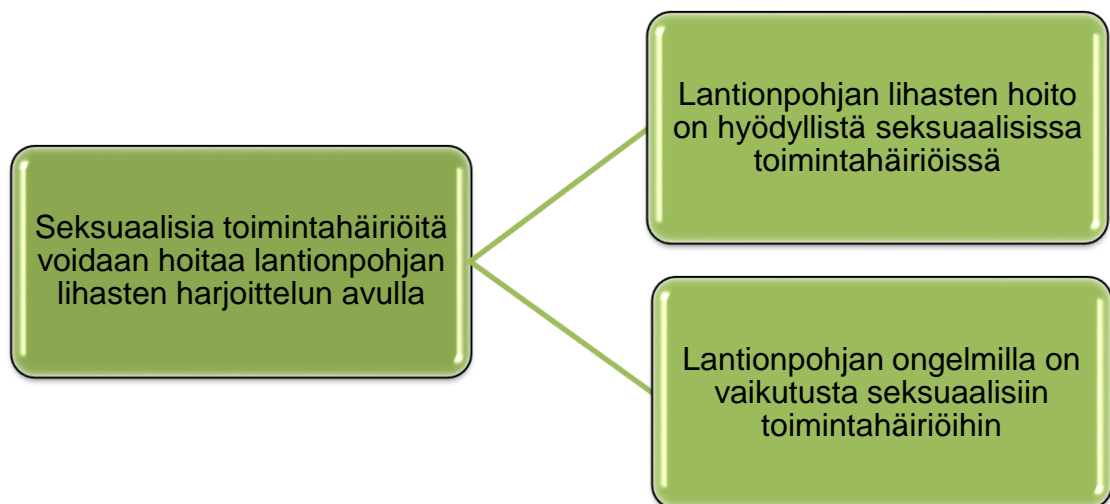 Seksuaalisia toimintahäiriöitä
voidaan hoitaa lantionpohjan
lihasten harjoittelun avulla
Lantionpohjan lihasten hoito
on hyödyllistä seksuaalisissa
toimintahäiriöissä
Lantionpohjan ongelmilla on
vaikutusta seksuaalisiin
toimintahäiriöihin